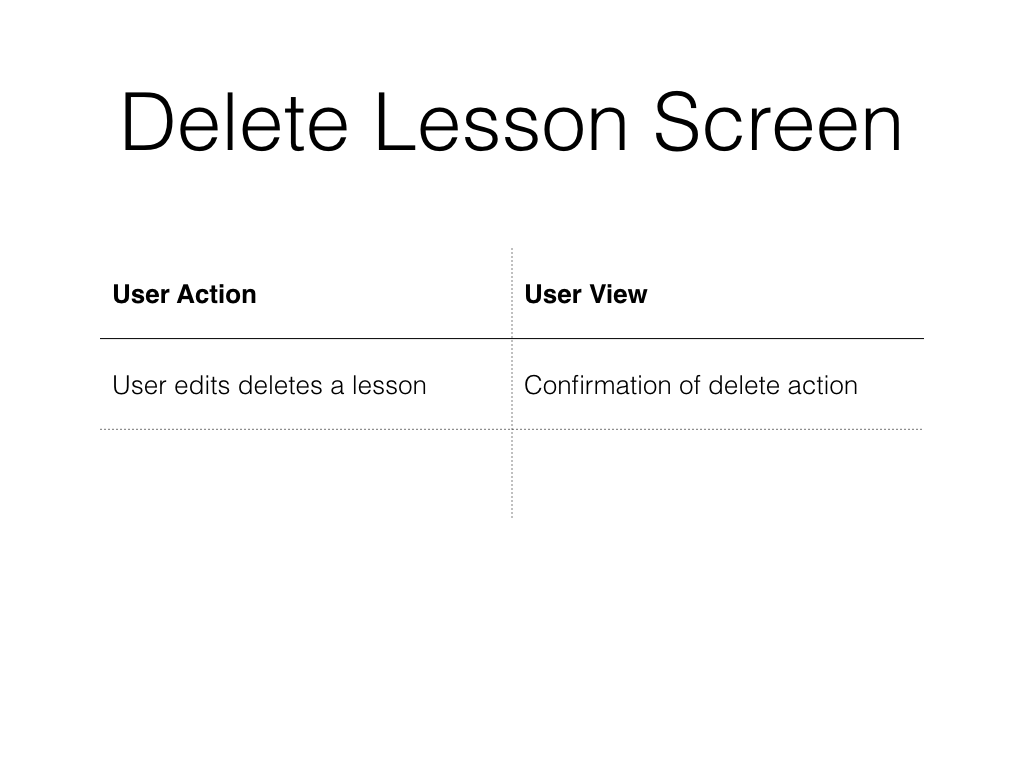 Delete Lesson Screen
User Action User View
User edits deletes a lesson Confirmation of delete action